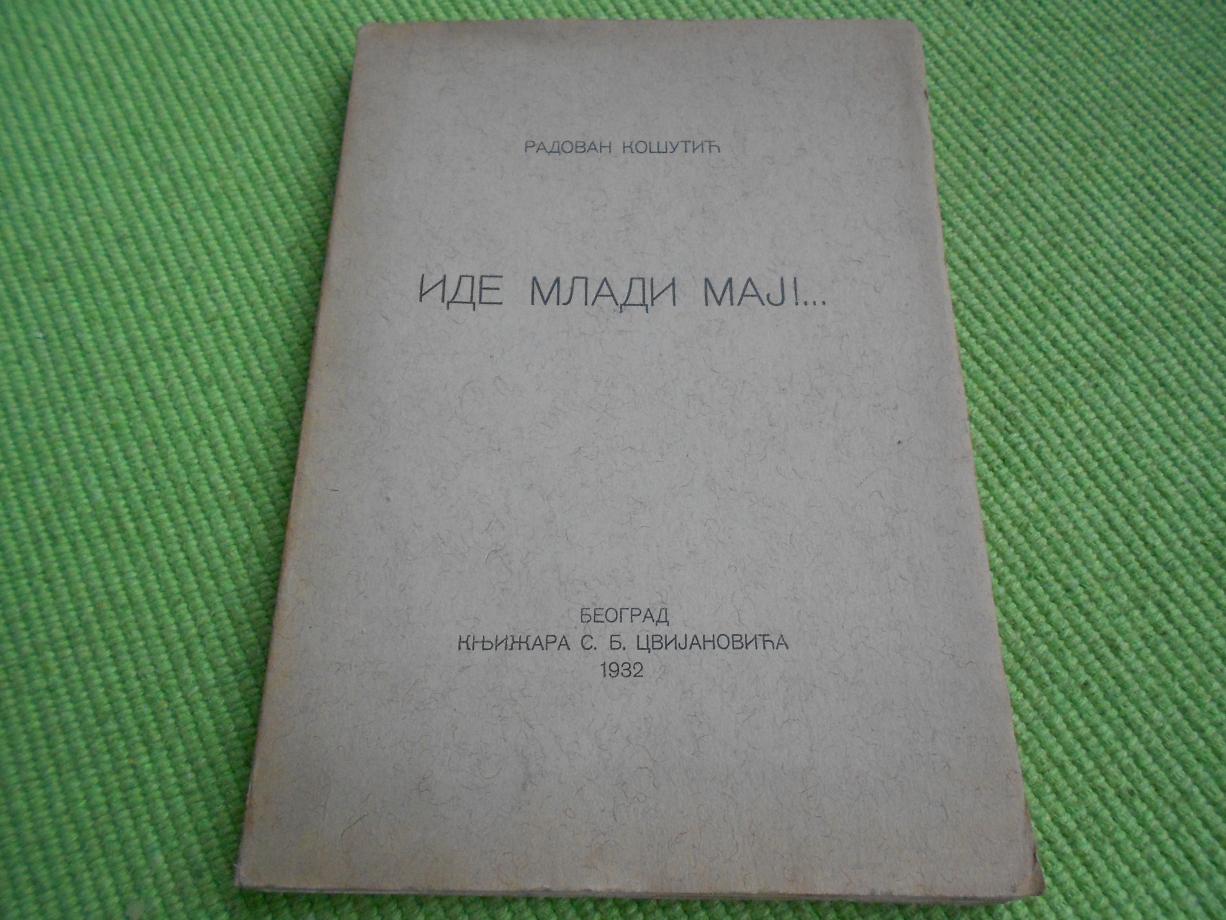 РАДОВАН КОШУТИЋ
ИДЕ МЛАДИ МАЈ!...
БЕОГРАД
КЊИЖАРА С. Б. ЦВИЈАНОВИЋА
1932